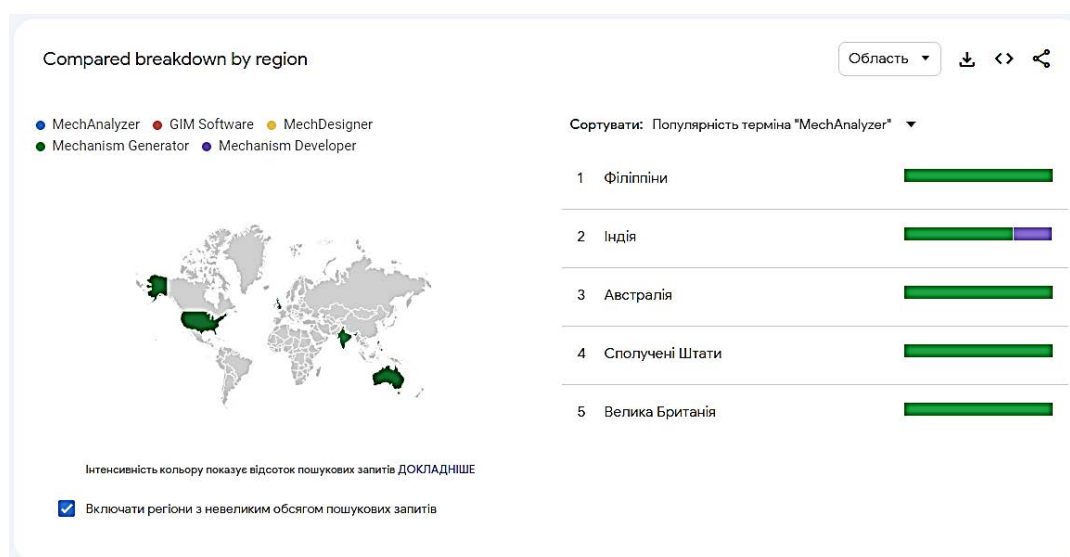 Compared breakdown by region
Область
MechAnalyzer GIM Software MechDesigner
Mechanism Generator Mechanism Developer
Сортувати: Популярність терміна "MechAnalyzer"
1 Філіппіни
2 Індія
3 Австралія
4 Сполучені Штати
5 Велика Британія
Інтенсивність кольору показує відсоток пошукових запитів ДОКЛАДНІШЕ
Включати регіони з невеликим обсягом пошукових запитів